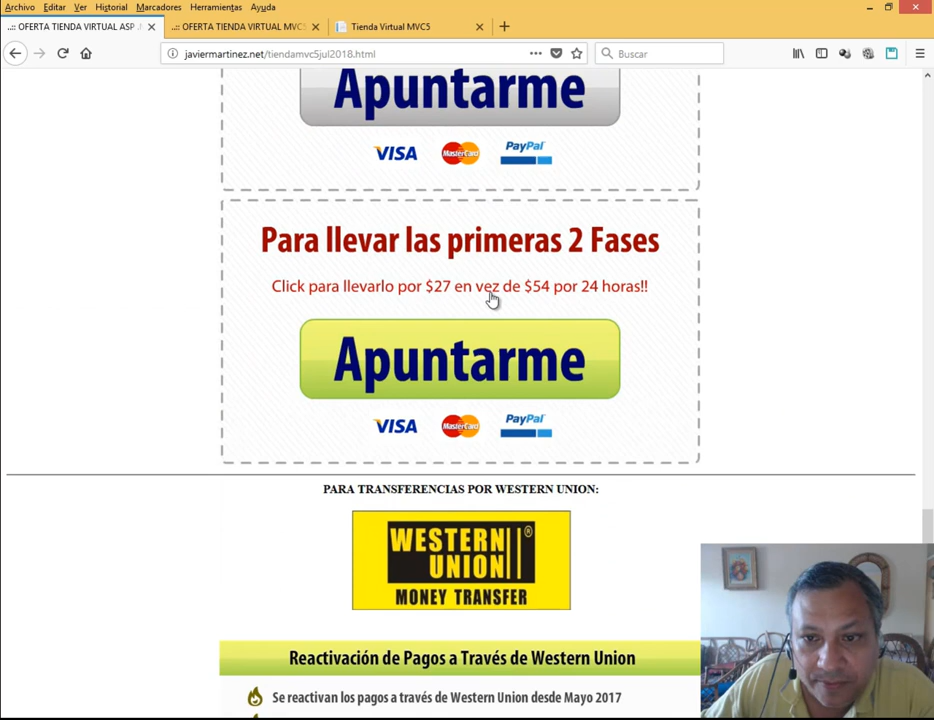 Archivo Editar Ver Historial Marcadores Herramientas Ayuda
..:: OFERTA TIENDA VIRTUAL ASP ..:: OFERTA TIENDA VIRTUAL MVC5 Tienda Virtual MVC5
javiermartinez.net/tiendamvc5jul2018.html Buscar
Apuntarme
VISA MasterCard PayPal
Para llevar las primeras 2 Fases
Click para llevarlo por $27 en vez de $54 por 24 horas!!
Apuntarme
VISA MasterCard PayPal
PARA TRANSFERENCIAS POR WESTERN UNION:
WESTERN
UNION ®
MONEY TRANSFER
Reactivación de Pagos a Través de Western Union
Se reactivan los pagos a través de Western Union desde Mayo 2017